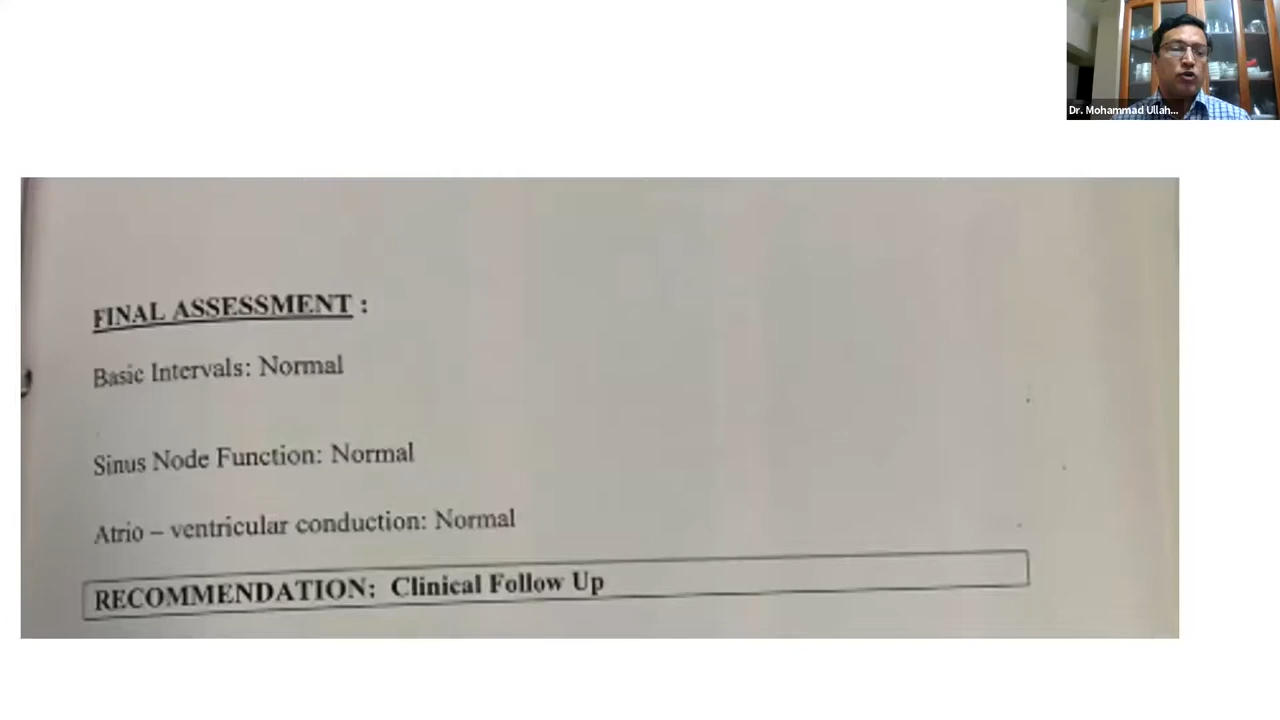 Dr. Mohammad Ullah...
FINAL ASSESSMENT :
Basic Intervals: Normal
Sinus Node Function: Normal
Atrio – ventricular conduction: Normal
RECOMMENDATION: Clinical Follow Up